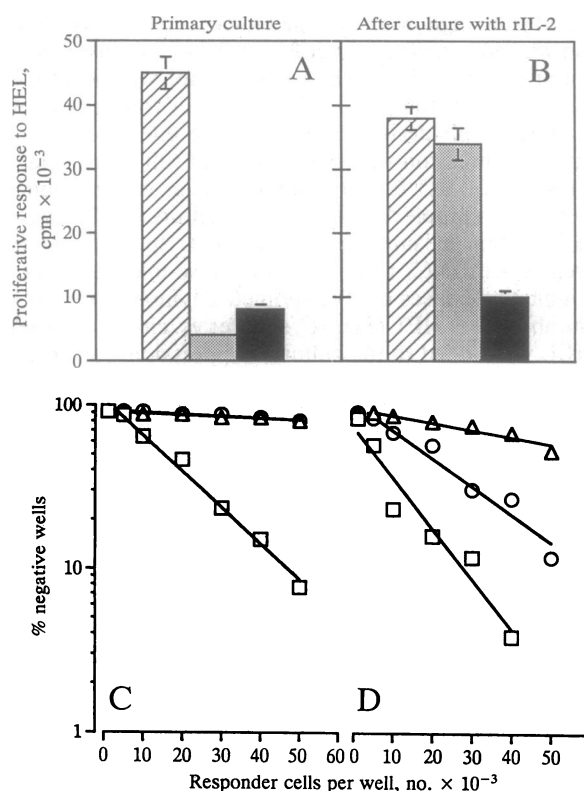 Primary culture
After culture with rIL-2
Proliferative response to HEL,
cpm × 10⁻³
50
40
30
20
10
0
A
B
% negative wells
100
10
1
C
D
0 10 20 30 40 50 60
0 10 20 30 40 50
Responder cells per well, no. × 10⁻³